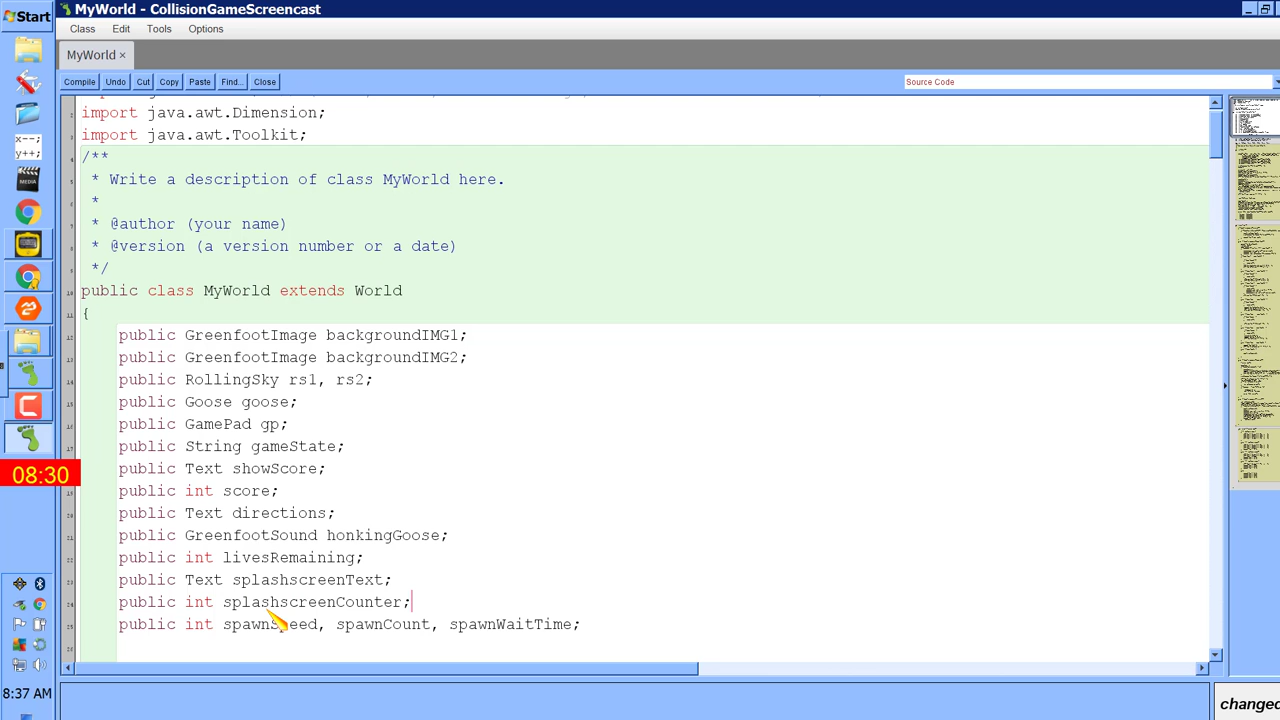 Start
MyWorld - CollisionGameScreencast
Class Edit Tools Options
MyWorld ×
Compile Undo Cut Copy Paste Find... Close
Source Code
import java.awt.Dimension;
import java.awt.Toolkit;
/**
* Write a description of class MyWorld here.
*
* @author (your name)
* @version (a version number or a date)
*/
public class MyWorld extends World
{
public GreenfootImage backgroundIMG1;
public GreenfootImage backgroundIMG2;
public RollingSky rs1, rs2;
public Goose goose;
public GamePad gp;
public String gameState;
public Text showScore;
public int score;
public Text directions;
public GreenfootSound honkingGoose;
public int livesRemaining;
public Text splashscreenText;
public int splashscreenCounter;
public int spawnSpeed, spawnCount, spawnWaitTime;
x--;
y++;
MEDIA
08:30
8:37 AM
changed